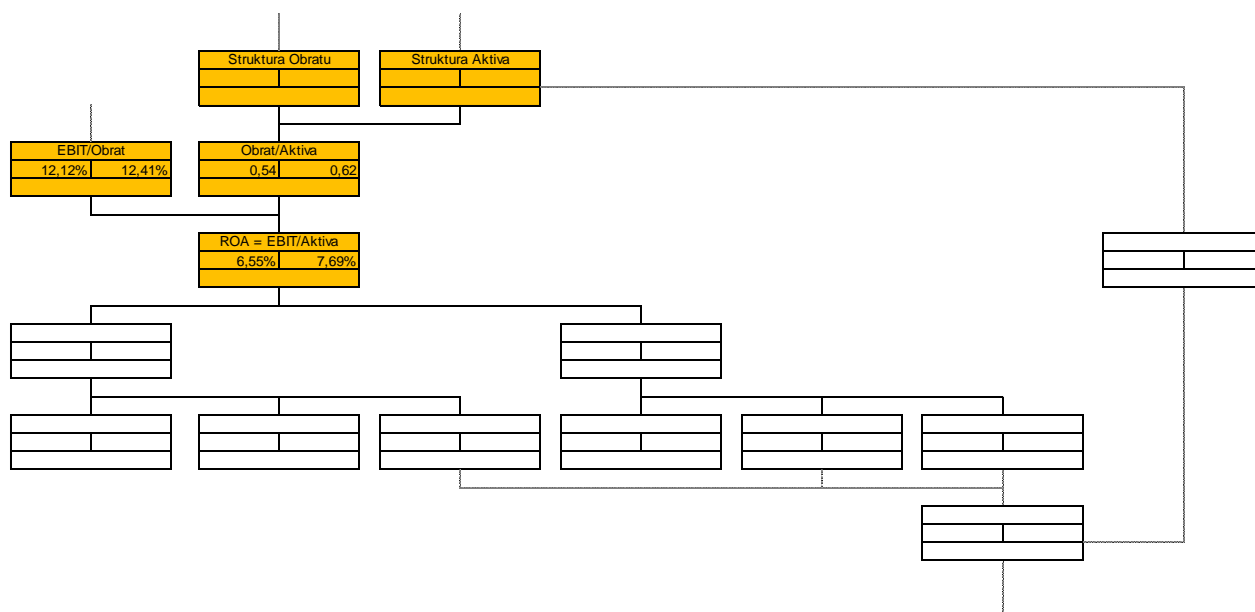 Struktura Obratu
Struktura Aktiva
EBIT/Obrat
Obrat/Aktiva
12,12% 12,41%
0,54 0,62
ROA = EBIT/Aktiva
6,55% 7,69%